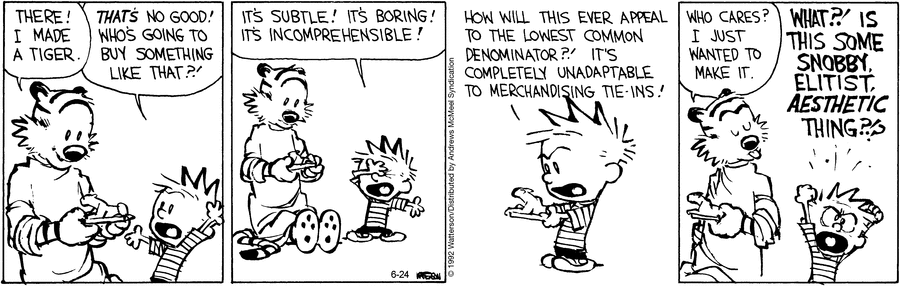 THERE!
I MADE
A TIGER.
THAT'S NO GOOD!
WHO'S GOING TO
BUY SOMETHING
LIKE THAT?!
IT'S SUBTLE! IT'S BORING!
IT'S INCOMPREHENSIBLE!
6-24
© 1992 Watterson/Distributed by Andrews McMeel Syndication
HOW WILL THIS EVER APPEAL
TO THE LOWEST COMMON
DENOMINATOR?! IT'S
COMPLETELY UNADAPTABLE
TO MERCHANDISING TIE-INS!
WHO CARES?
I JUST
WANTED TO
MAKE IT.
WHAT?! IS
THIS SOME
SNOBBY,
ELITIST,
AESTHETIC
THING?!